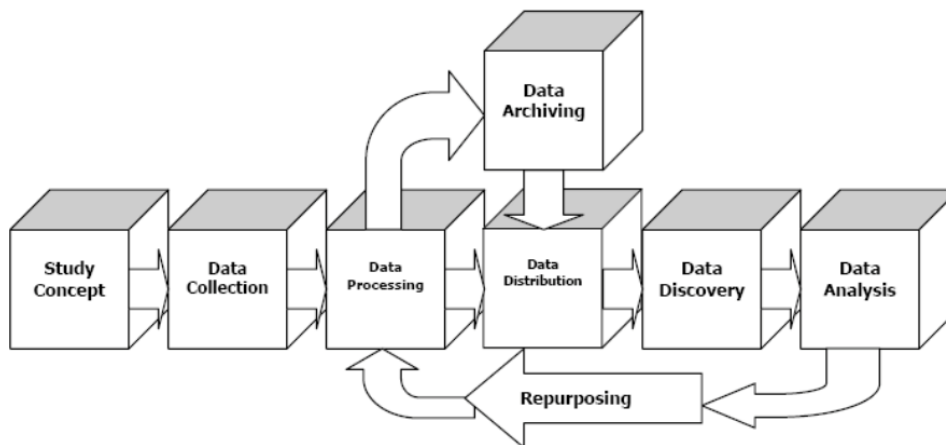 Data
Archiving
Study
Concept
Data
Collection
Data
Processing
Data
Distribution
Data
Discovery
Data
Analysis
Repurposing